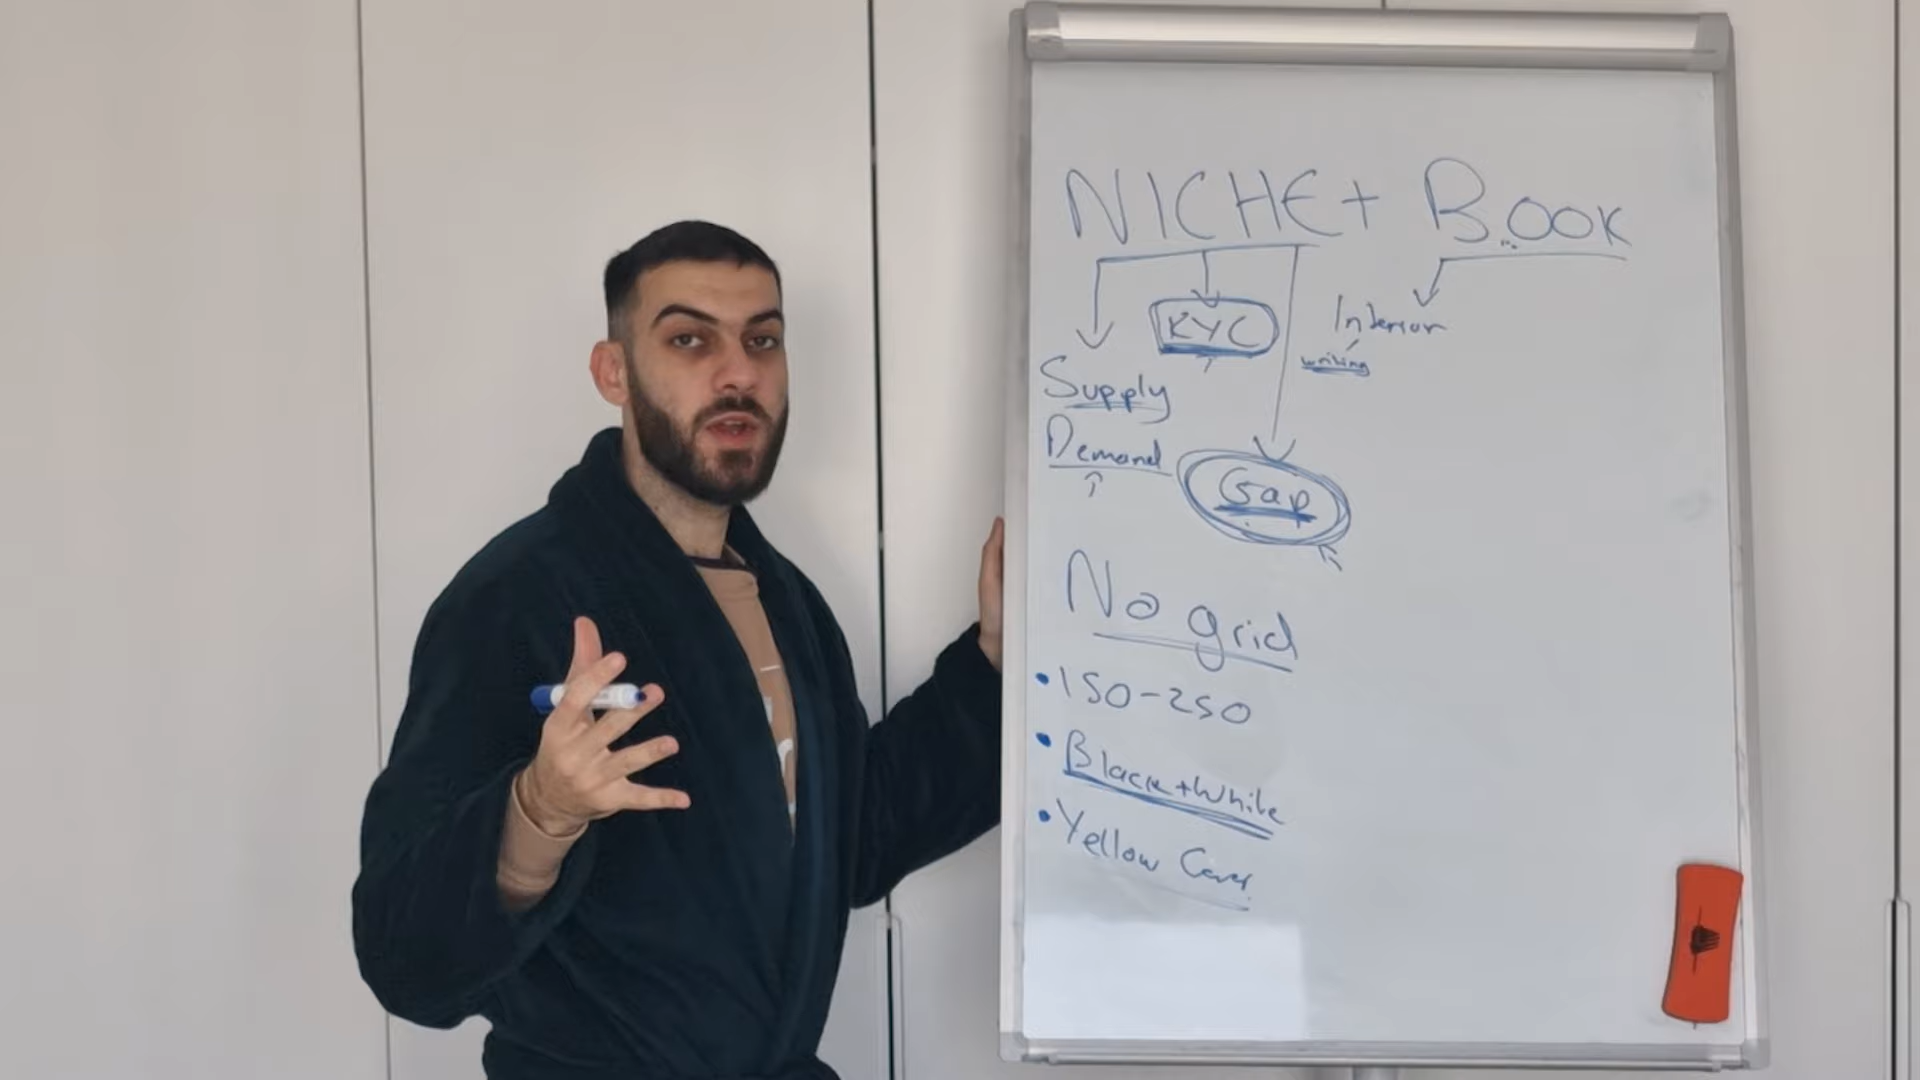 NICHE + BOOK
KYC
Interior
writing
Supply
Demand
Gap
No grid
•150-250
•Black+White
•Yellow Cover